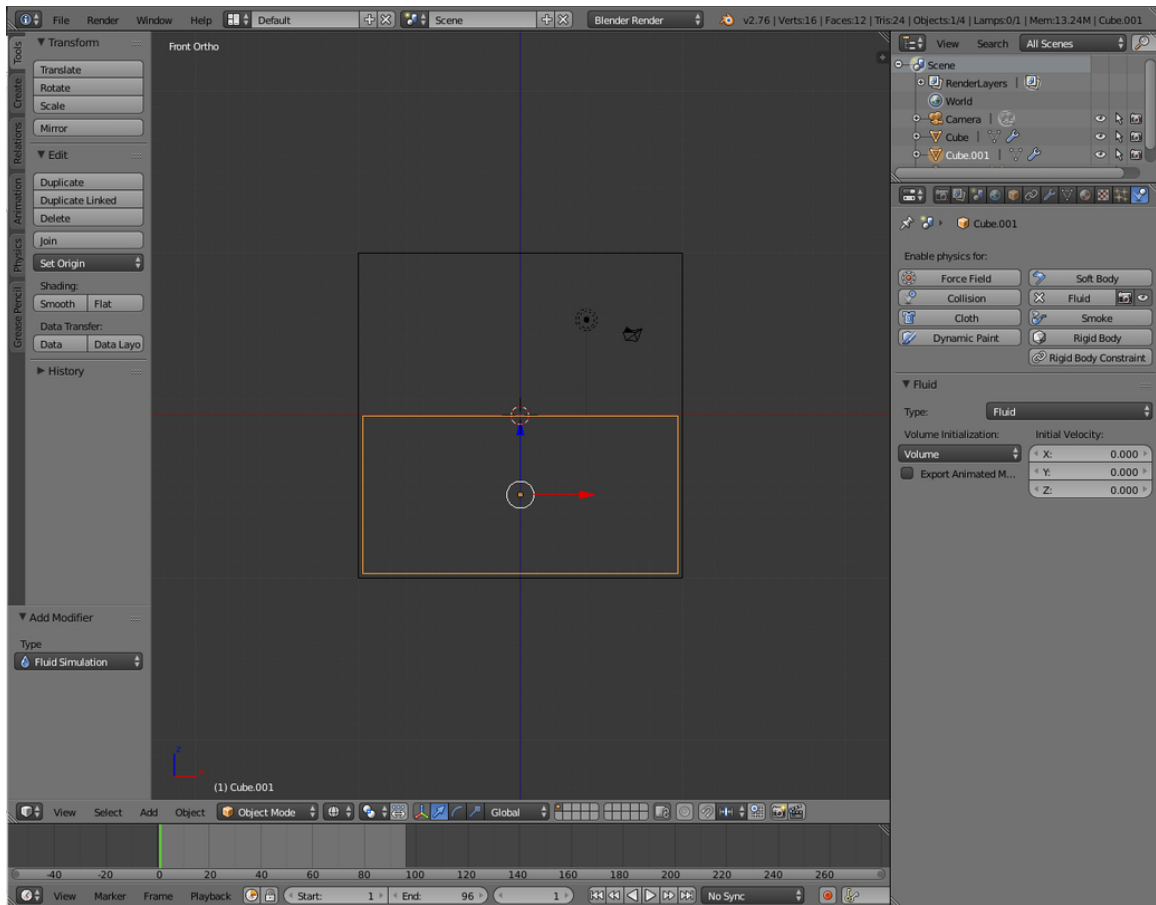 File Render Window Help Default Scene Blender Render v2.76 | Verts:16 | Faces:12 | Tris:24 | Objects:1/4 | Lamps:0/1 | Mem:13.24M | Cube.001
Tools
Create
Relations
Animation
Physics
Grease Pencil
Transform
Translate
Rotate
Scale
Mirror
Edit
Duplicate
Duplicate Linked
Delete
Join
Set Origin
Shading:
Smooth Flat
Data Transfer:
Data Data Layo
History
Add Modifier
Type
Fluid Simulation
Front Ortho
z
x
(1) Cube.001
View Select Add Object Object Mode Global
-40 -20 0 20 40 60 80 100 120 140 160 180 200 220 240 260
View Marker Frame Playback Start: 1 End: 96 1 No Sync
View Search All Scenes
Scene
RenderLayers |
World
Camera |
Cube |
Cube.001 |
Cube.001
Enable physics for:
Force Field Soft Body
Collision Fluid
Cloth Smoke
Dynamic Paint Rigid Body
Rigid Body Constraint
Fluid
Type: Fluid
Volume Initialization: Initial Velocity:
Volume X: 0.000
Export Animated M... Y: 0.000
Z: 0.000